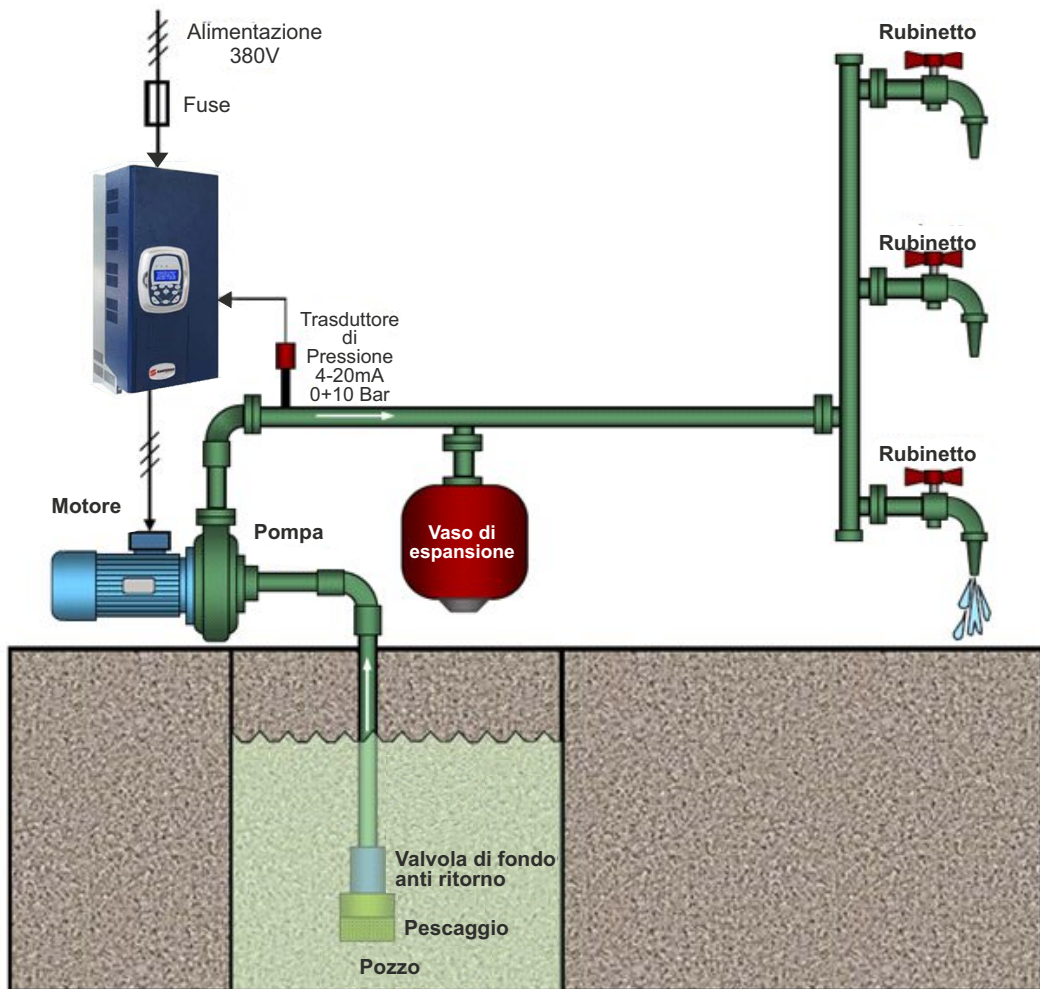 Alimentazione
380V
Fuse
Rubinetto
Rubinetto
Trasduttore
di
Pressione
4-20mA
0+10 Bar
Rubinetto
Motore
Pompa
Vaso di
espansione
Valvola di fondo
anti ritorno
Pescaggio
Pozzo